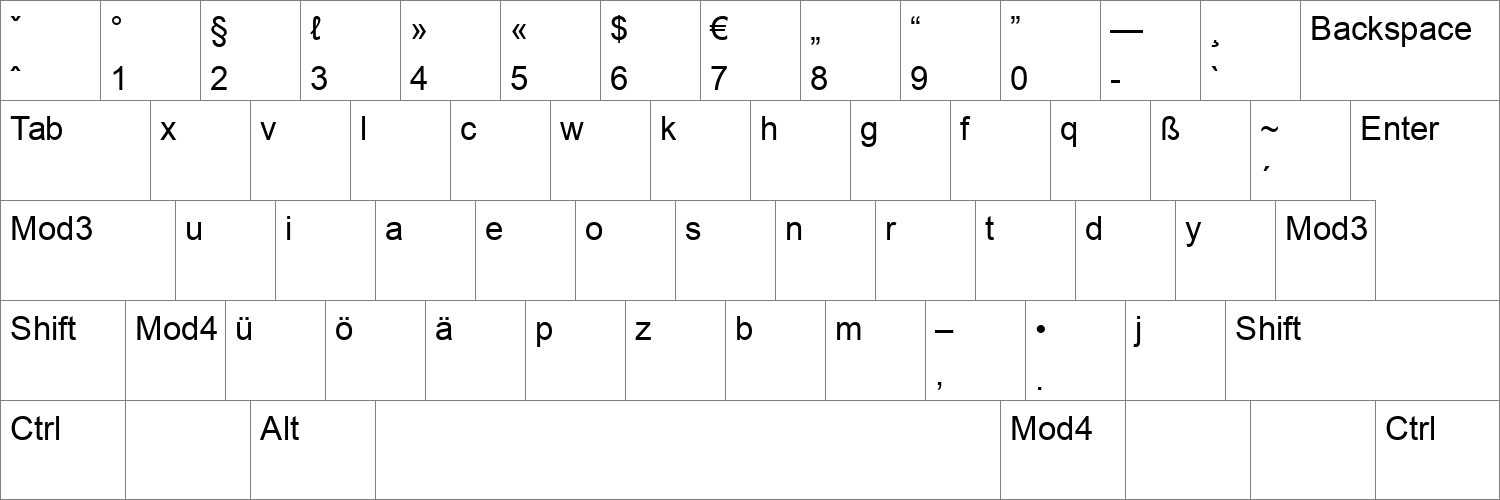 ˇ ° § ℓ » « $ € „ “ ” — ¸ Backspace
ˆ 1 2 3 4 5 6 7 8 9 0 - `
Tab x v l c w k h g f q ß ~ Enter
´
Mod3 u i a e o s n r t d y Mod3
Shift Mod4 ü ö ä p z b m – • j Shift
, .
Ctrl Alt Mod4 Ctrl